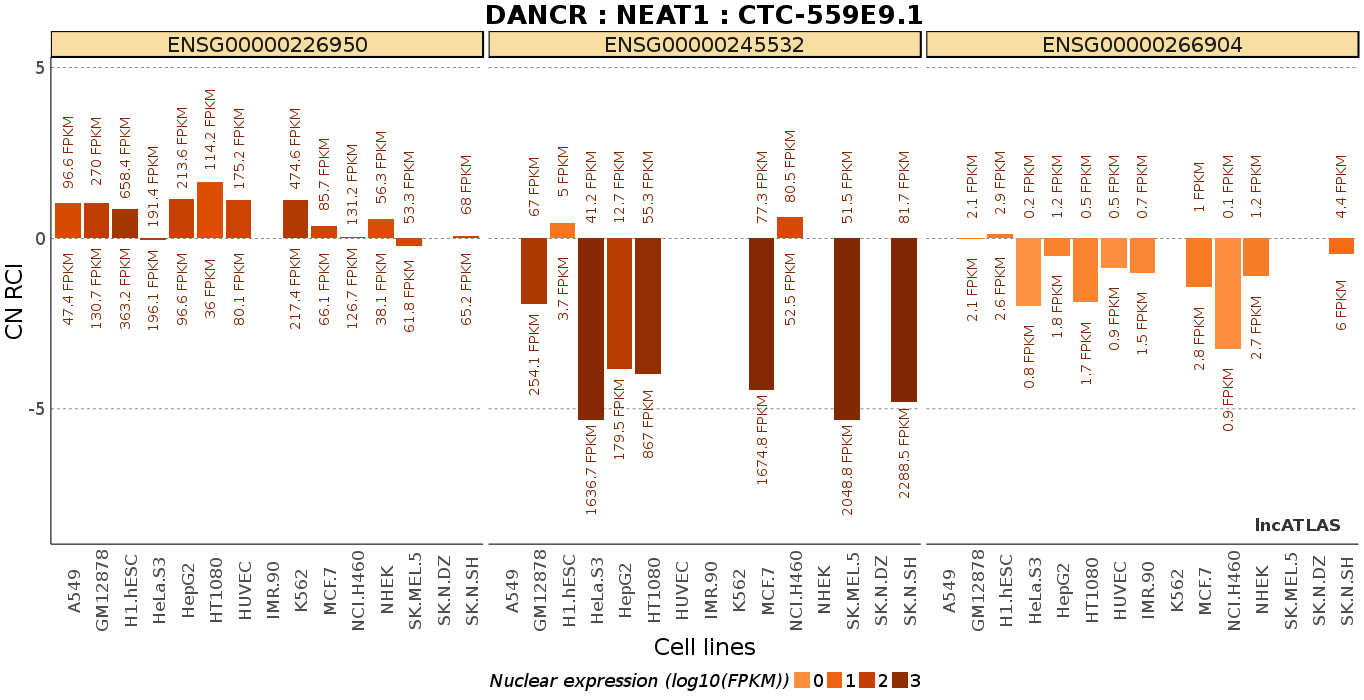 DANCR : NEAT1 : CTC-559E9.1
ENSG00000226950 ENSG00000245532 ENSG00000266904
CN RCI
5
0
-5
96.6 FPKM 270 FPKM 658.4 FPKM 191.4 FPKM 213.6 FPKM 114.2 FPKM 175.2 FPKM 474.6 FPKM 85.7 FPKM 131.2 FPKM 56.3 FPKM 53.3 FPKM 68 FPKM
47.4 FPKM 130.7 FPKM 363.2 FPKM 196.1 FPKM 96.6 FPKM 36 FPKM 80.1 FPKM 217.4 FPKM 66.1 FPKM 126.7 FPKM 38.1 FPKM 61.8 FPKM 65.2 FPKM
67 FPKM 5 FPKM 41.2 FPKM 12.7 FPKM 55.3 FPKM 77.3 FPKM 80.5 FPKM 51.5 FPKM 81.7 FPKM
254.1 FPKM 3.7 FPKM 1636.7 FPKM 179.5 FPKM 867 FPKM 1674.8 FPKM 52.5 FPKM 2048.8 FPKM 2288.5 FPKM
2.1 FPKM 2.9 FPKM 0.2 FPKM 1.2 FPKM 0.5 FPKM 0.5 FPKM 0.7 FPKM 1 FPKM 0.1 FPKM 1.2 FPKM 4.4 FPKM
2.1 FPKM 2.6 FPKM 0.8 FPKM 1.8 FPKM 1.7 FPKM 0.9 FPKM 1.5 FPKM 2.8 FPKM 0.9 FPKM 2.7 FPKM 6 FPKM
lncATLAS
A549 GM12878 H1.hESC HeLa.S3 HepG2 HT1080 HUVEC IMR.90 K562 MCF.7 NCI.H460 NHEK SK.MEL.5 SK.N.DZ SK.N.SH
A549 GM12878 H1.hESC HeLa.S3 HepG2 HT1080 HUVEC IMR.90 K562 MCF.7 NCI.H460 NHEK SK.MEL.5 SK.N.DZ SK.N.SH
A549 GM12878 H1.hESC HeLa.S3 HepG2 HT1080 HUVEC IMR.90 K562 MCF.7 NCI.H460 NHEK SK.MEL.5 SK.N.DZ SK.N.SH
Cell lines
Nuclear expression (log10(FPKM)) 0 1 2 3